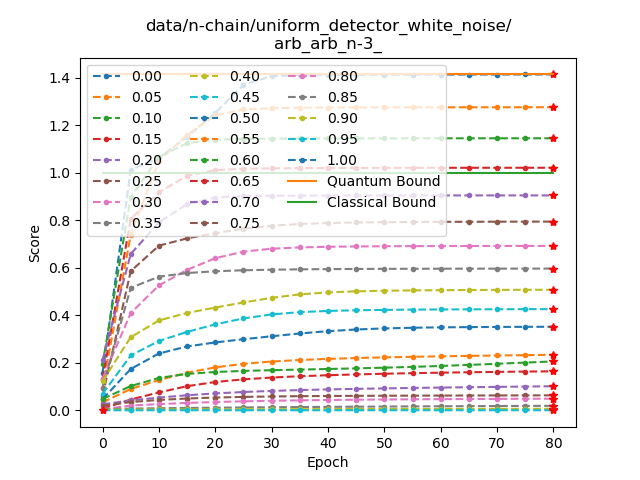 data/n-chain/uniform_detector_white_noise/
arb_arb_n-3_
1.4
1.2
1.0
0.8
0.6
0.4
0.2
0.0
Score
0.00 0.40 0.80
0.05 0.45 0.85
0.10 0.50 0.90
0.15 0.55 0.95
0.20 0.60 1.00
0.25 0.65 Quantum Bound
0.30 0.70 Classical Bound
0.35 0.75
0 10 20 30 40 50 60 70 80
Epoch